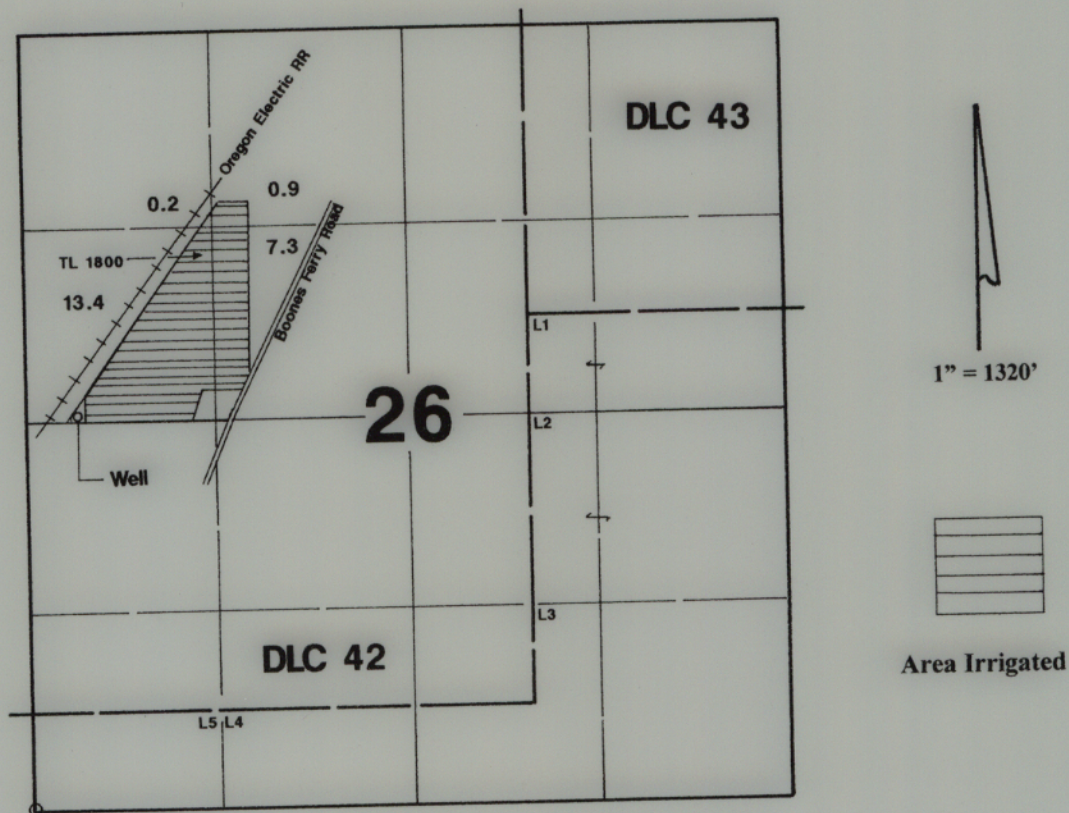 DLC 43
Oregon Electric RR
0.9
0.2
7.3
TL 1800
Boones Ferry Road
13.4
L1
1” = 1320’
26
L2
Well
L3
DLC 42
Area Irrigated
L5 L4